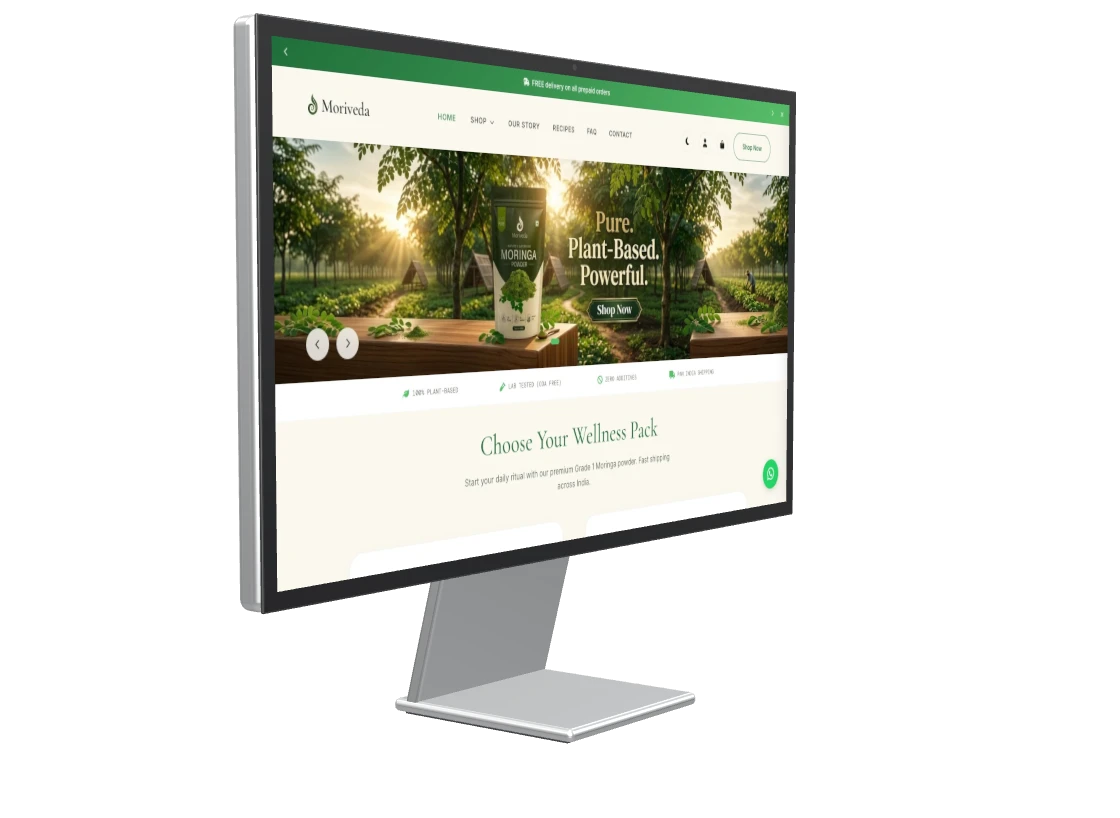 FREE delivery on all prepaid orders
Moriveda
HOME SHOP OUR STORY RECIPES FAQ CONTACT
Shop Now
MORINGA
POWDER
Pure.
Plant-Based.
Powerful.
Shop Now
100% PLANT-BASED
LAB TESTED (COA FREE)
ZERO ADDITIVES
PAN INDIA SHIPPING
Choose Your Wellness Pack
Start your daily ritual with our premium Grade 1 Moringa powder. Fast shipping
across India.